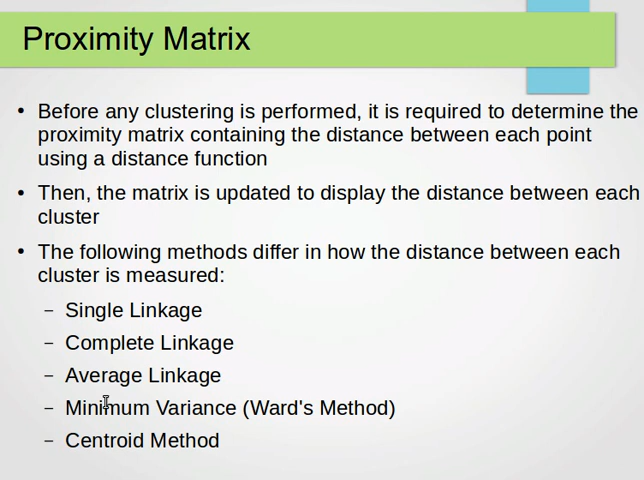 Proximity Matrix
• Before any clustering is performed, it is required to determine the
proximity matrix containing the distance between each point
using a distance function
• Then, the matrix is updated to display the distance between each
cluster
• The following methods differ in how the distance between each
cluster is measured:
– Single Linkage
– Complete Linkage
– Average Linkage
– Minimum Variance (Ward's Method)
– Centroid Method